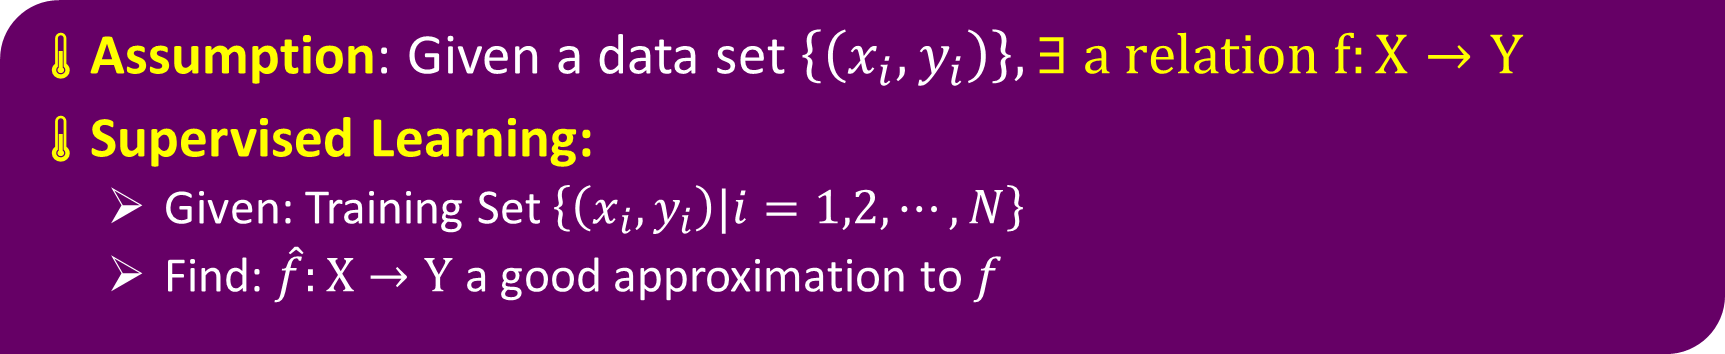 Assumption: Given a data set {(xᵢ, yᵢ)}, ∃ a relation f: X → Y
Supervised Learning:
➢ Given: Training Set {(xᵢ, yᵢ)|i = 1,2, ⋯ , N}
➢ Find: f̂: X → Y a good approximation to f